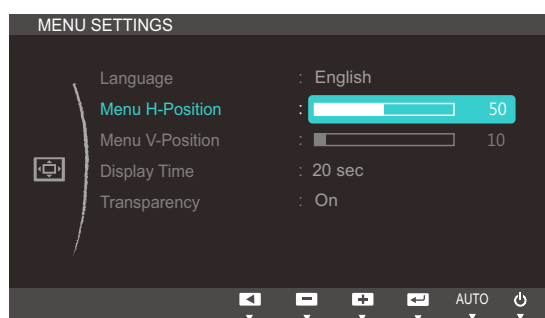 MENU SETTINGS
Language : English
Menu H-Position : 50
Menu V-Position : 10
Display Time : 20 sec
Transparency : On
AUTO